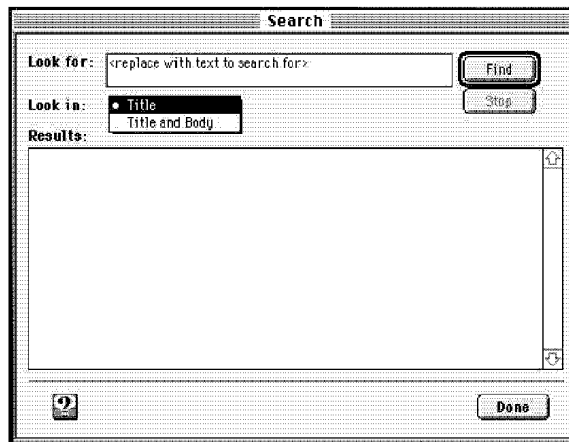 Search
Look for: <replace with text to search for>
Find
Stop
Look in: • Title
Title and Body
Results:
?
Done